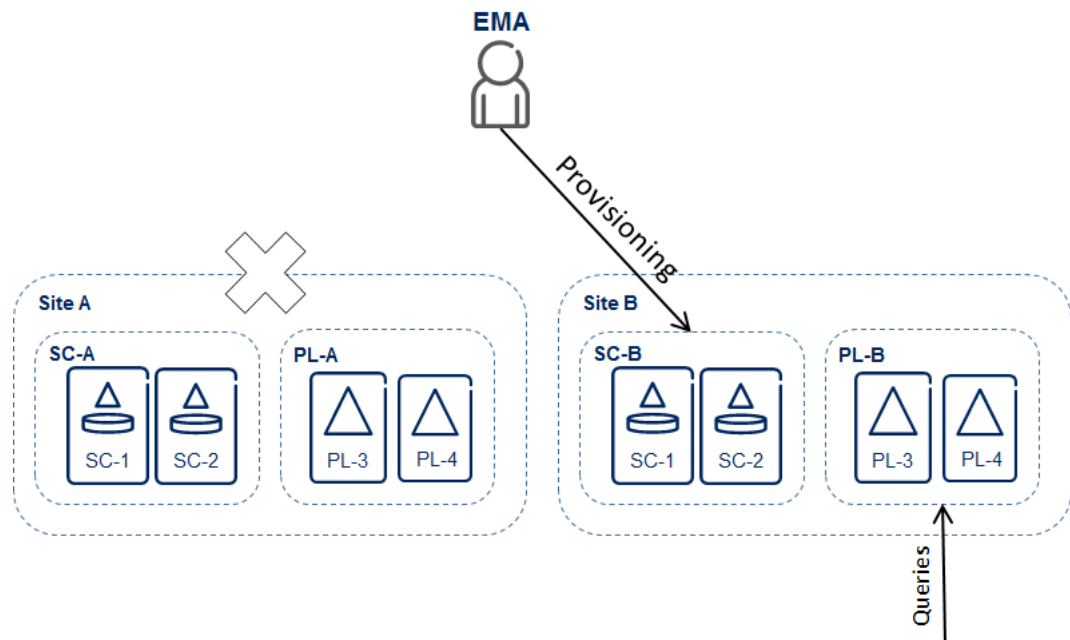 EMA
Provisioning
Site A
SC-A
SC-1
SC-2
PL-A
PL-3
PL-4
Site B
SC-B
SC-1
SC-2
PL-B
PL-3
PL-4
Queries